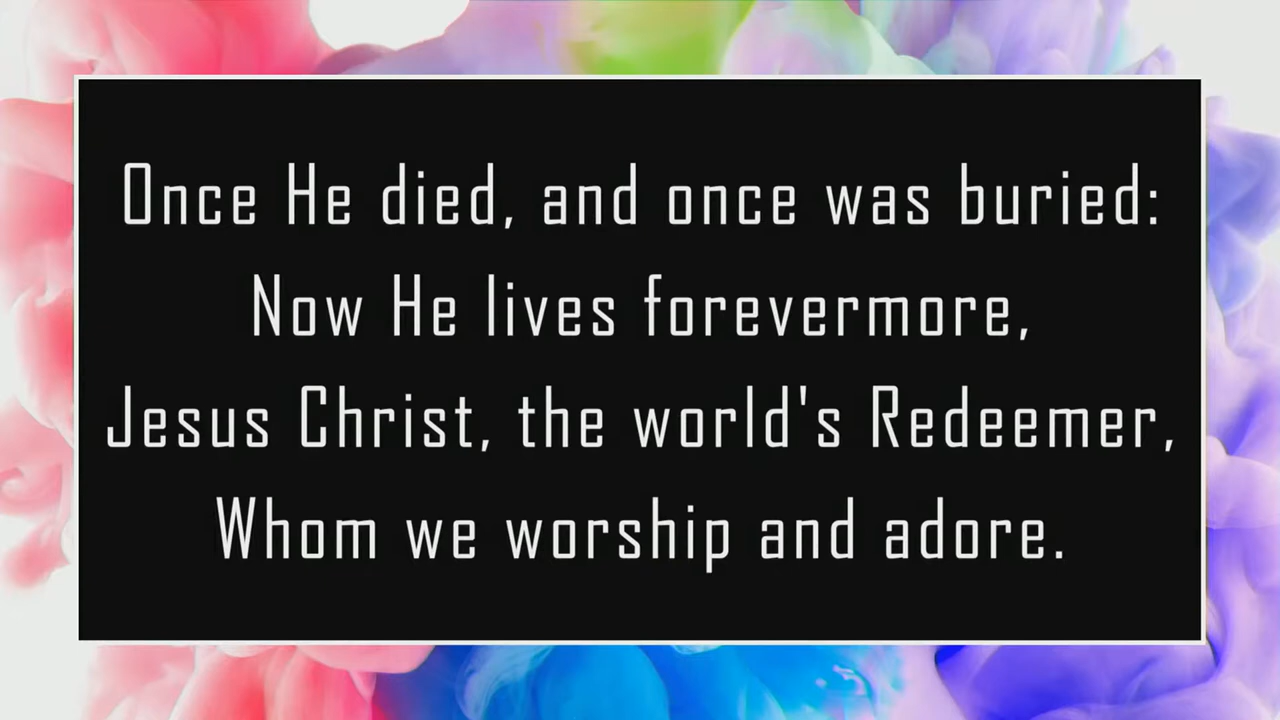 Once He died, and once was buried:
Now He lives forevermore,
Jesus Christ, the world's Redeemer,
Whom we worship and adore.